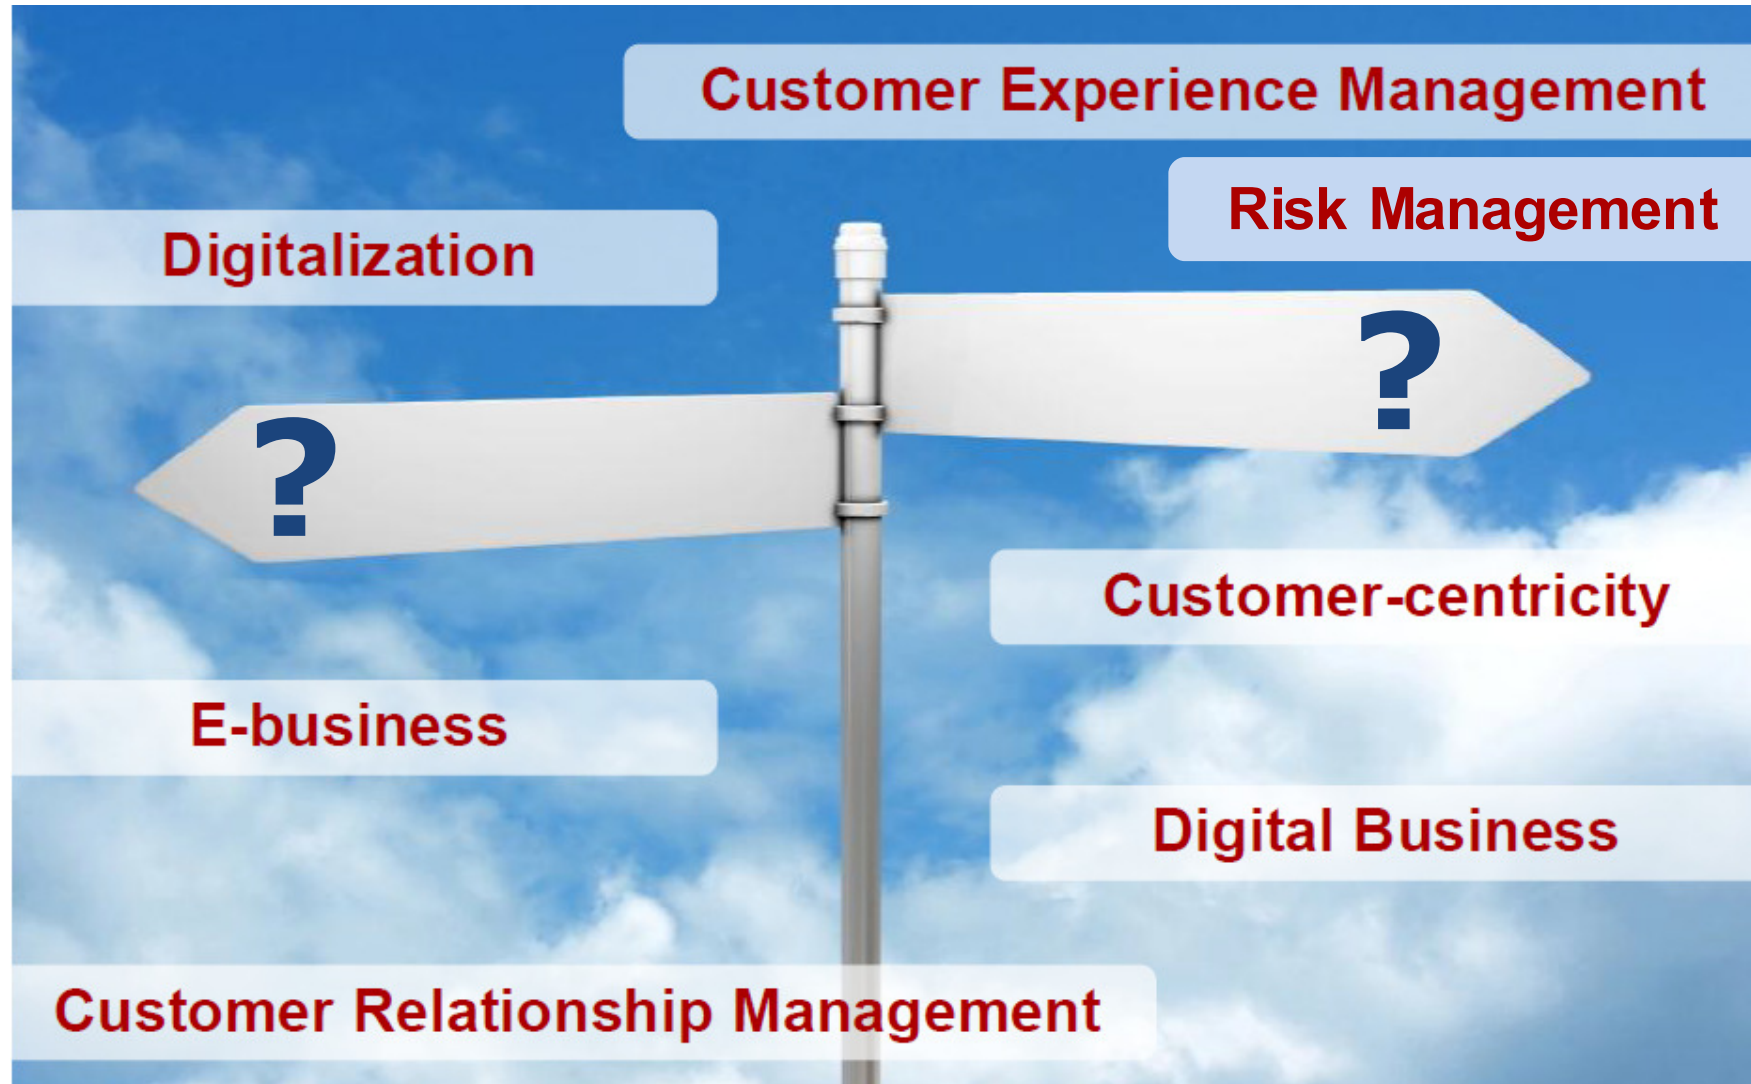 Customer Experience Management
Risk Management
Digitalization
?
?
Customer-centricity
E-business
Digital Business
Customer Relationship Management